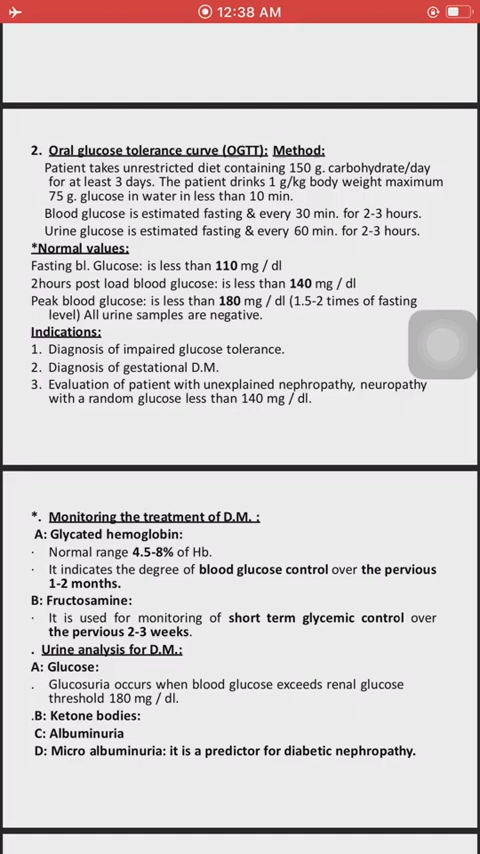 12:38 AM
2. Oral glucose tolerance curve (OGTT): Method:
Patient takes unrestricted diet containing 150 g. carbohydrate/day
for at least 3 days. The patient drinks 1 g/kg body weight maximum
75 g. glucose in water in less than 10 min.
Blood glucose is estimated fasting & every 30 min. for 2-3 hours.
Urine glucose is estimated fasting & every 60 min. for 2-3 hours.
*Normal values:
Fasting bl. Glucose: is less than 110 mg / dl
2hours post load blood glucose: is less than 140 mg / dl
Peak blood glucose: is less than 180 mg / dl (1.5-2 times of fasting
level) All urine samples are negative.
Indications:
1. Diagnosis of impaired glucose tolerance.
2. Diagnosis of gestational D.M.
3. Evaluation of patient with unexplained nephropathy, neuropathy
with a random glucose less than 140 mg / dl.
*. Monitoring the treatment of D.M. :
A: Glycated hemoglobin:
· Normal range 4.5-8% of Hb.
· It indicates the degree of blood glucose control over the pervious
1-2 months.
B: Fructosamine:
· It is used for monitoring of short term glycemic control over
the pervious 2-3 weeks.
. Urine analysis for D.M.:
A: Glucose:
. Glucosuria occurs when blood glucose exceeds renal glucose
threshold 180 mg / dl.
.B: Ketone bodies:
C: Albuminuria
D: Micro albuminuria: it is a predictor for diabetic nephropathy.